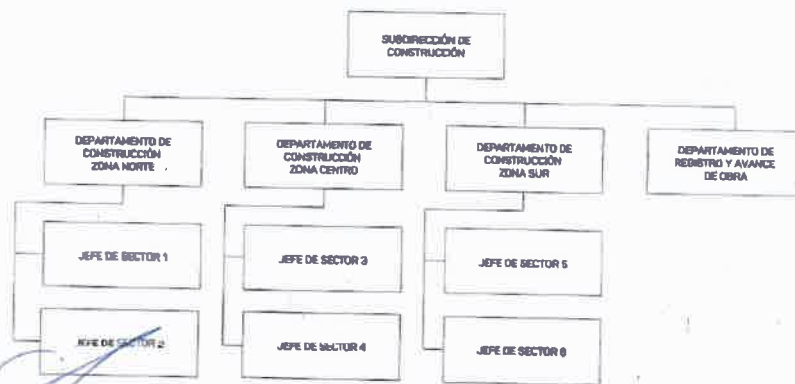 SUBDIRECCIÓN DE
CONSTRUCCIÓN
DEPARTAMENTO DE
CONSTRUCCIÓN
ZONA NORTE
DEPARTAMENTO DE
CONSTRUCCIÓN
ZONA CENTRO
DEPARTAMENTO DE
CONSTRUCCIÓN
ZONA SUR
DEPARTAMENTO DE
REGISTRO Y AVANCE
DE OBRA
JEFE DE SECTOR 1
JEFE DE SECTOR 3
JEFE DE SECTOR 5
JEFE DE SECTOR 2
JEFE DE SECTOR 4
JEFE DE SECTOR 6